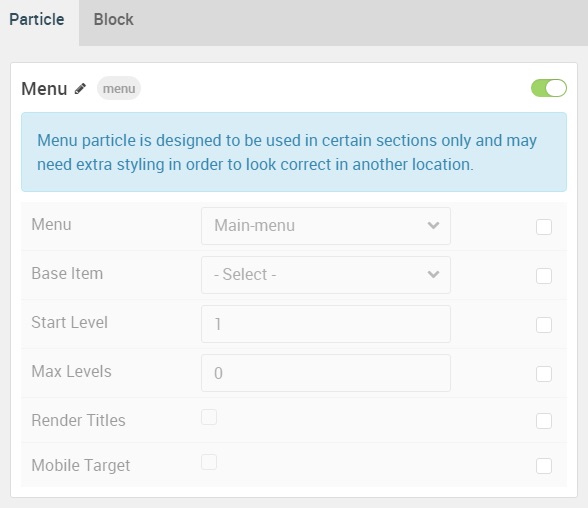 Particle Block
Menu menu
Menu particle is designed to be used in certain sections only and may
need extra styling in order to look correct in another location.
Menu Main-menu
Base Item - Select -
Start Level 1
Max Levels 0
Render Titles
Mobile Target